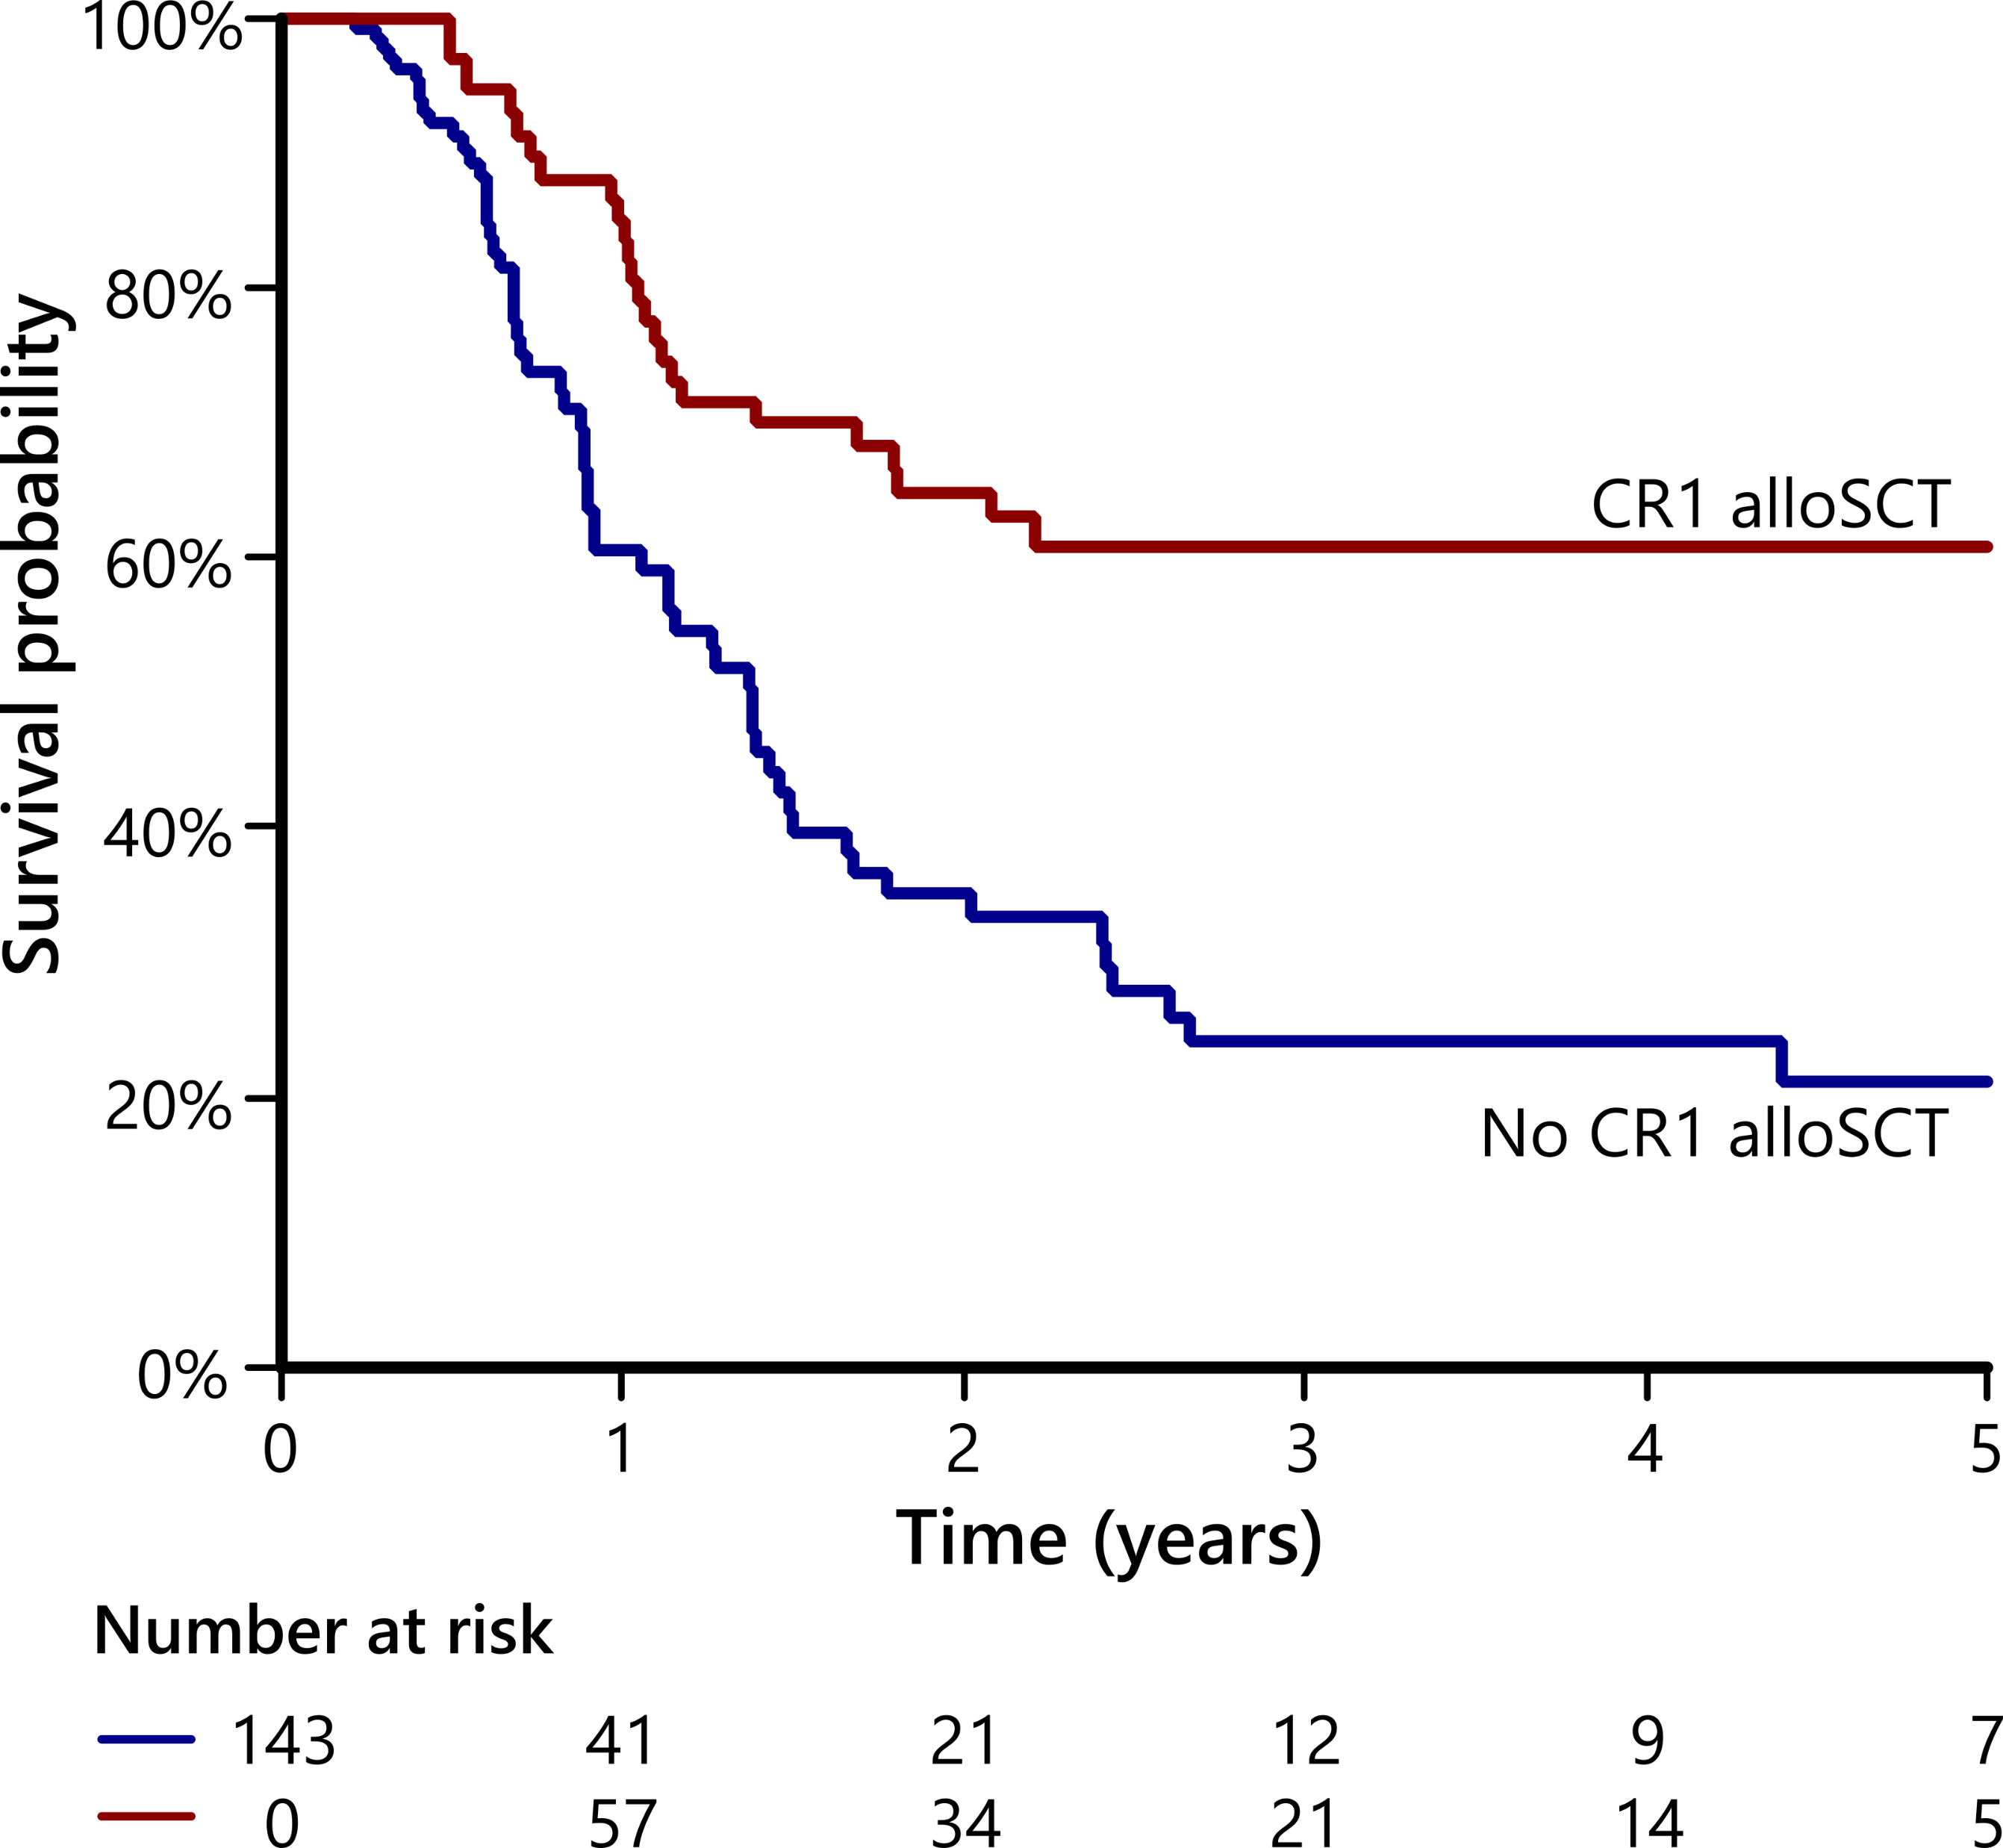 100%
80%
60%
40%
20%
0%
Survival probability
CR1 alloSCT
No CR1 alloSCT
0 1 2 3 4 5
Time (years)
Number at risk
143 41 21 12 9 7
0 57 34 21 14 5